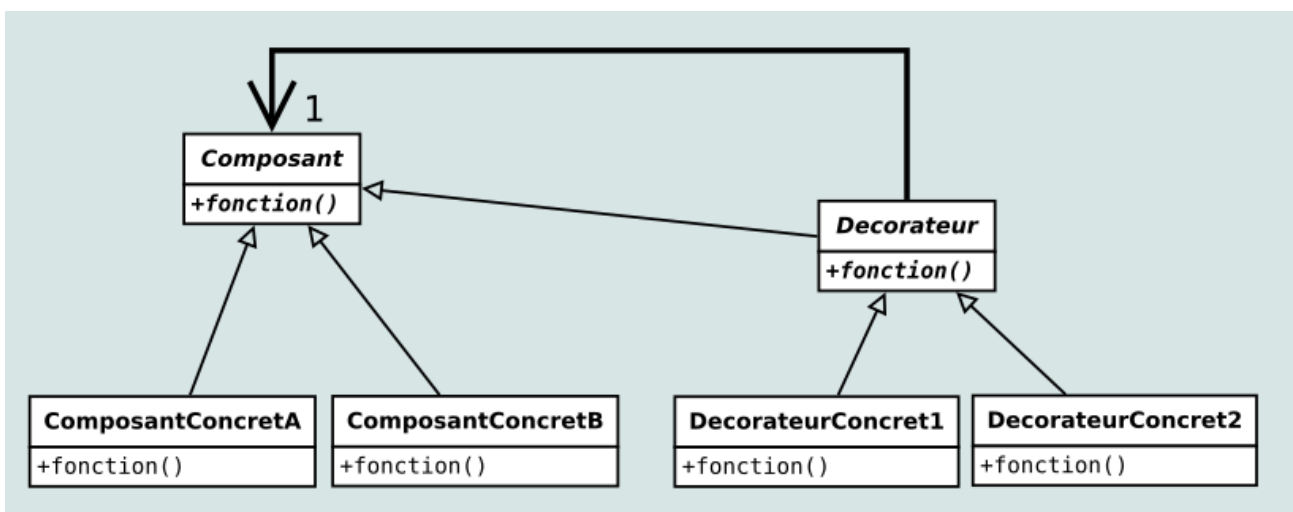 1
Composant
+fonction()
Decorateur
+fonction()
ComposantConcretA
+fonction()
ComposantConcretB
+fonction()
DecorateurConcret1
+fonction()
DecorateurConcret2
+fonction()